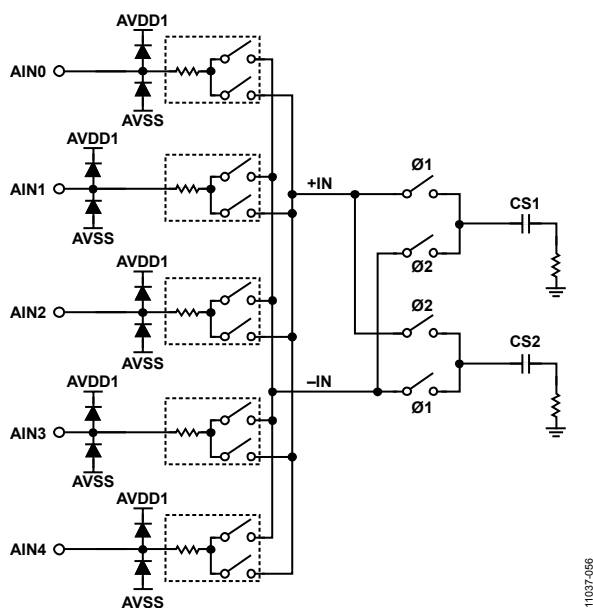 AVDD1
AIN0
AVSS
AVDD1
AIN1
AVSS
+IN
Ø1
CS1
Ø2
AVDD1
AIN2
AVSS
Ø2
CS2
AVDD1
–IN
Ø1
AIN3
AVSS
AVDD1
AIN4
AVSS
11037-056